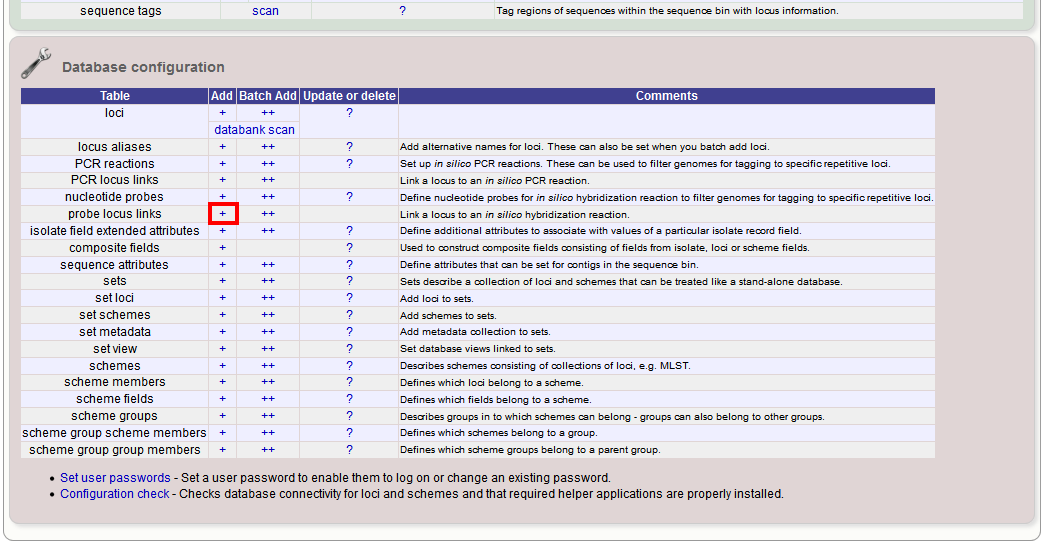 sequence tags scan ? Tag regions of sequences within the sequence bin with locus information.
Database configuration
Table Add Batch Add Update or delete Comments
loci + ++ ?
databank scan
locus aliases + ++ ? Add alternative names for loci. These can also be set when you batch add loci.
PCR reactions + ++ ? Set up in silico PCR reactions. These can be used to filter genomes for tagging to specific repetitive loci.
PCR locus links + ++ Link a locus to an in silico PCR reaction.
nucleotide probes + ++ ? Define nucleotide probes for in silico hybridization reaction to filter genomes for tagging to specific repetitive loci.
probe locus links + ++ Link a locus to an in silico hybridization reaction.
isolate field extended attributes + ++ ? Define additional attributes to associate with values of a particular isolate record field.
composite fields + ? Used to construct composite fields consisting of fields from isolate, loci or scheme fields.
sequence attributes + ++ ? Define attributes that can be set for contigs in the sequence bin.
sets + ++ ? Sets describe a collection of loci and schemes that can be treated like a stand-alone database.
set loci + ++ ? Add loci to sets.
set schemes + ++ ? Add schemes to sets.
set metadata + ++ ? Add metadata collection to sets.
set view + ++ ? Set database views linked to sets.
schemes + ++ ? Describes schemes consisting of collections of loci, e.g. MLST.
scheme members + ++ ? Defines which loci belong to a scheme.
scheme fields + ++ ? Defines which fields belong to a scheme.
scheme groups + ++ ? Describes groups in to which schemes can belong - groups can also belong to other groups.
scheme group scheme members + ++ ? Defines which schemes belong to a group.
scheme group group members + ++ ? Defines which scheme groups belong to a parent group.
• Set user passwords - Set a user password to enable them to log on or change an existing password.
• Configuration check - Checks database connectivity for loci and schemes and that required helper applications are properly installed.